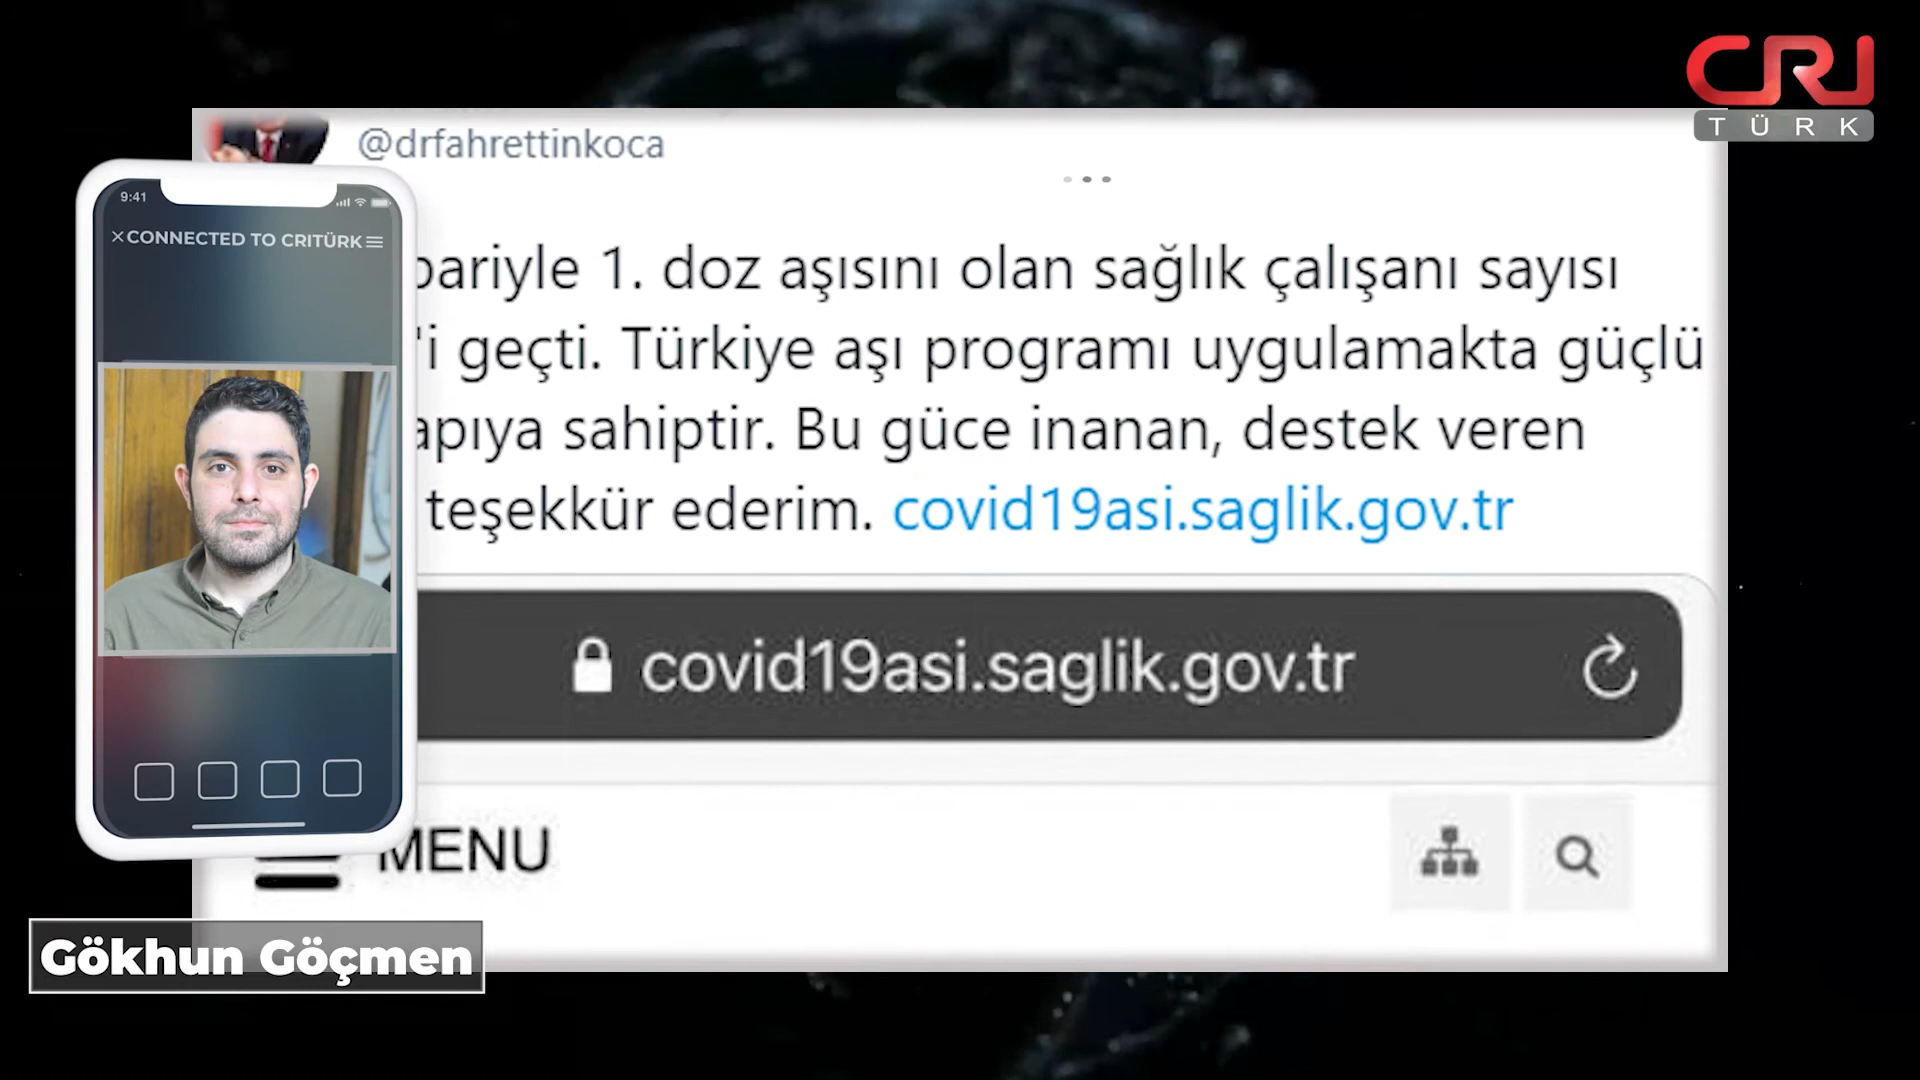 CRI
TÜRK
@drfahrettinkoca
9:41
CONNECTED TO CRITÜRK
bariyle 1. doz aşısını olan sağlık çalışanı sayısı
'i geçti. Türkiye aşı programı uygulamakta güçlü
apıya sahiptir. Bu güce inanan, destek veren
teşekkür ederim. covid19asi.saglik.gov.tr
covid19asi.saglik.gov.tr
MENU
Gökhun Göçmen